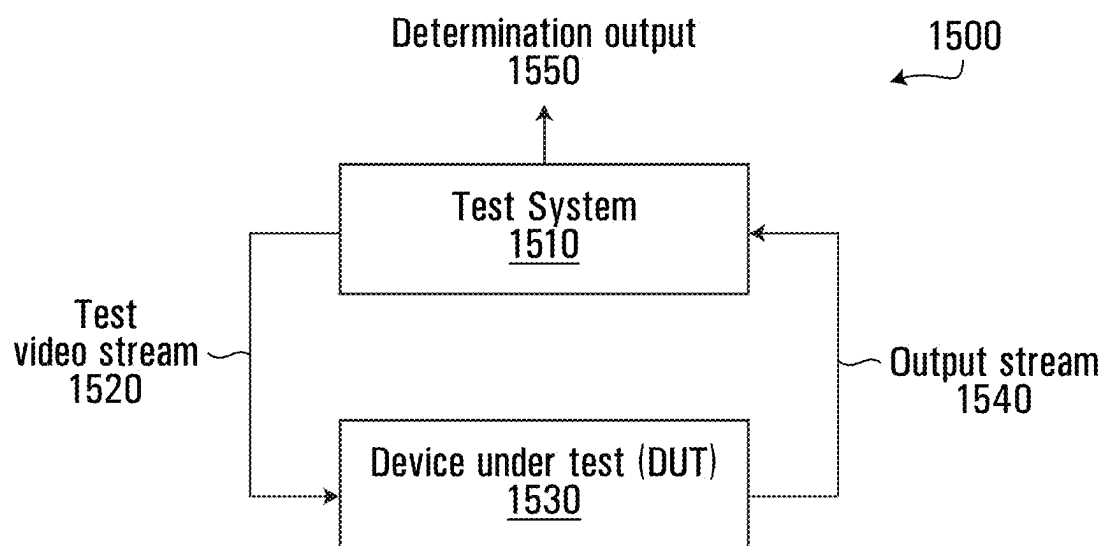 Determination output
1550
1500
Test System
1510
Test
video stream
1520
Output stream
1540
Device under test (DUT)
1530